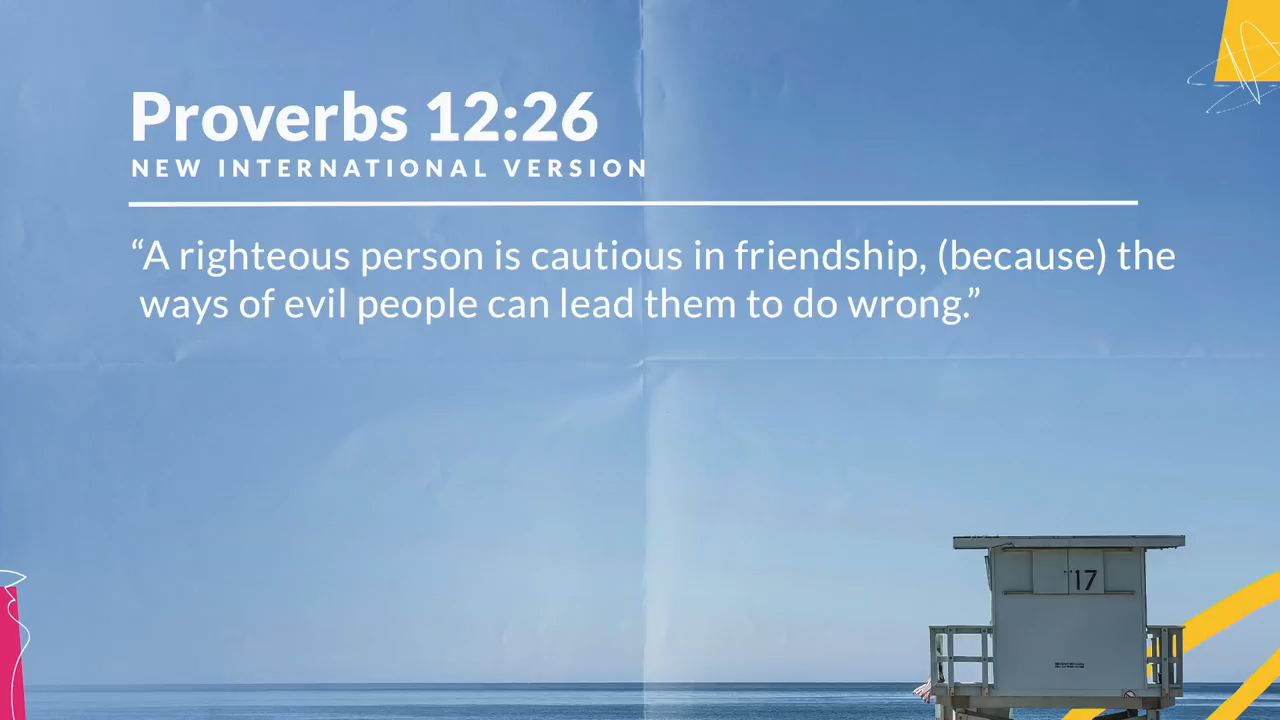 Proverbs 12:26
NEW INTERNATIONAL VERSION
“A righteous person is cautious in friendship, (because) the
ways of evil people can lead them to do wrong.”
17